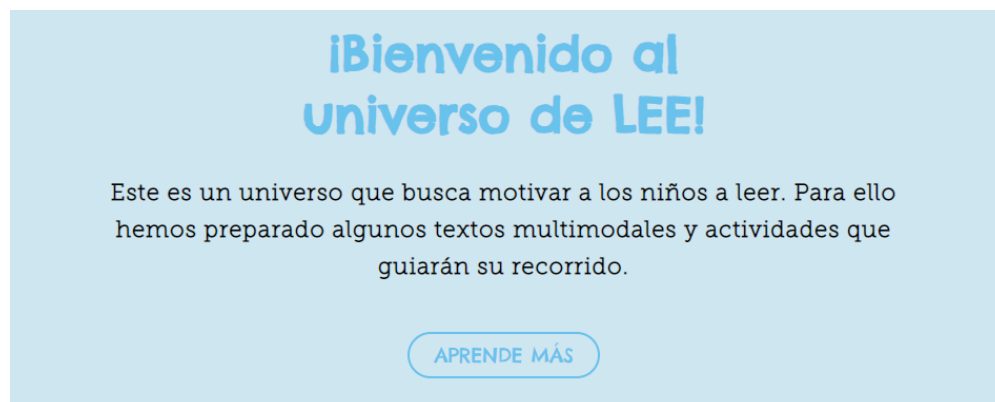 ¡Bienvenido al
universo de LEE!
Este es un universo que busca motivar a los niños a leer. Para ello
hemos preparado algunos textos multimodales y actividades que
guiarán su recorrido.
APRENDE MÁS